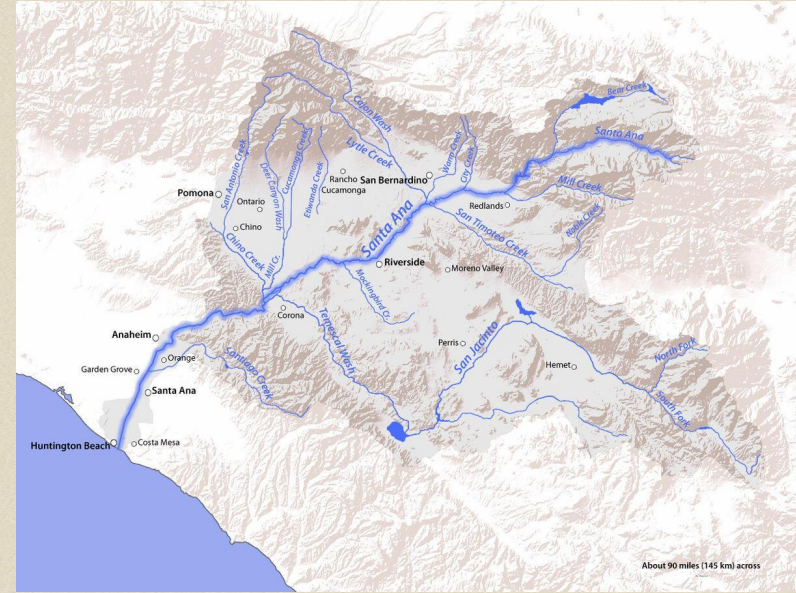 Bear Creek
Cajon Wash
Santa Ana
Lytle Creek
Warm Creek
City Creek
San Antonio Creek
Deer Canyon Wash
Cucamonga Creek
Etiwanda Creek
Rancho
Cucamonga
San Bernardino
Pomona
Mill Creek
Ontario
Redlands
Santa Ana
San Timoteo Creek
Noble Creek
Chino
Chino Creek
Mill Cr.
Riverside
Moreno Valley
Mockingbird Cr.
Corona
Temescal Wash
Anaheim
San Jacinto
Perris
North Fork
Orange
Garden Grove
Santiago Creek
Hemet
Santa Ana
South Fork
Huntington Beach
Costa Mesa
About 90 miles (145 km) across